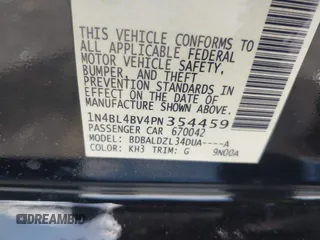 THIS VEHICLE CONFORMS TO
ALL APPLICABLE FEDERAL
MOTOR VEHICLE SAFETY,
BUMPER, AND THEFT
PREVENTION STANDARDS IN
EFFECT ON THE DATE OF
MANUFACTURE SHOWN ABOVE.
1N4BL4BV4PN354459
PASSENGER CAR 670042
MODEL: BDBALDZL34DUA----A
COLOR: KH3 TRIM: G 9N00A
AUTOBIDMASTER